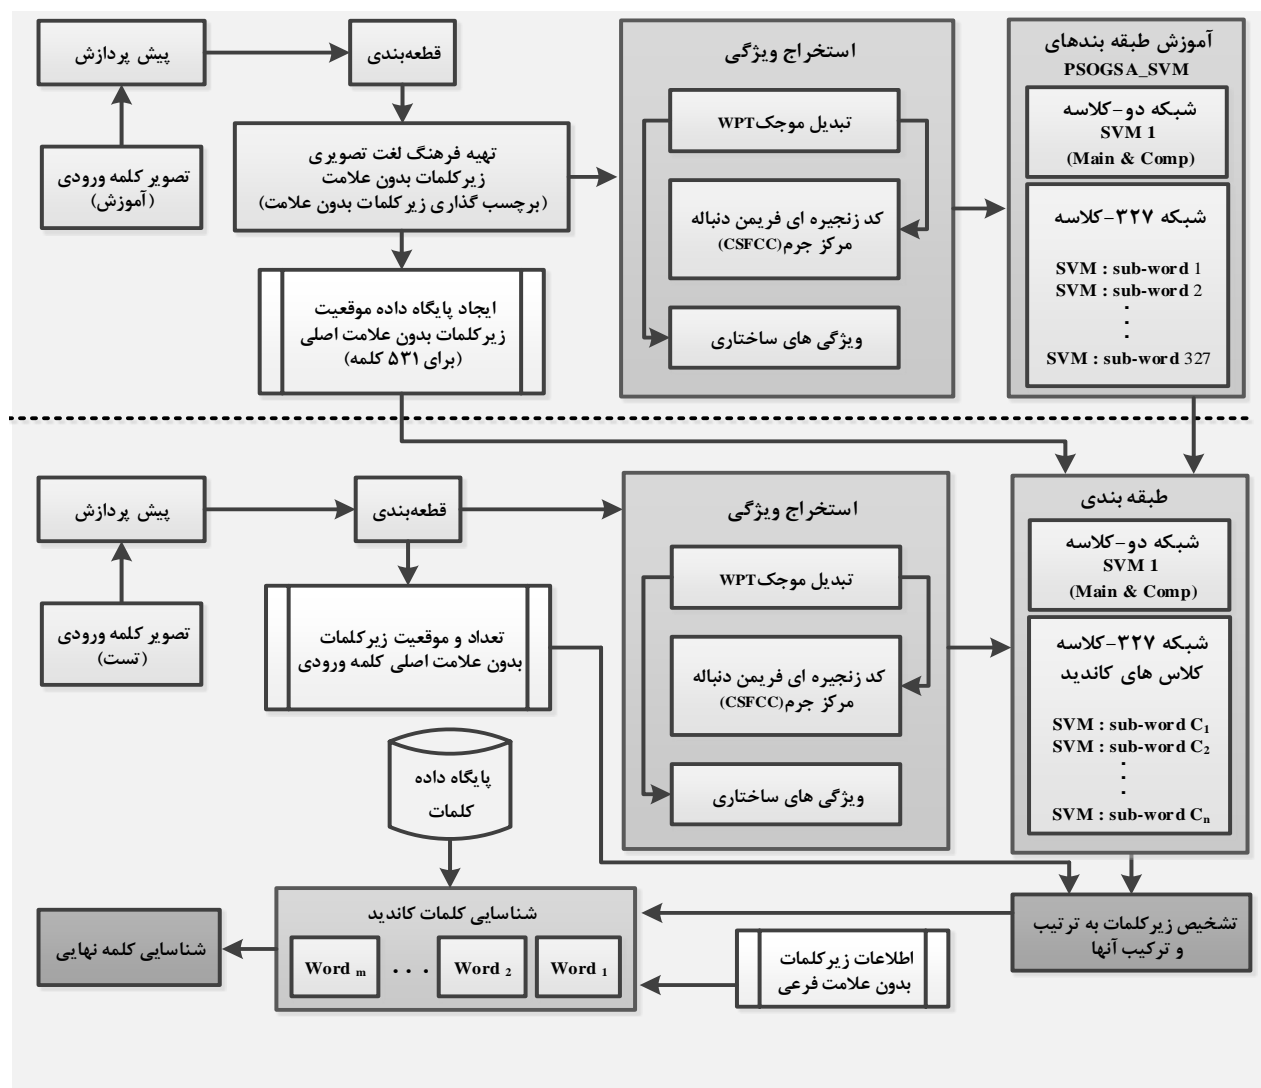 پیش پردازش
قطعه‌بندی
تصویر کلمه ورودی
(آموزش)
تهیه فرهنگ لغت تصویری
زیرکلمات بدون علامت
(برچسب گذاری زیرکلمات بدون علامت)
ایجاد پایگاه داده موقعیت
زیرکلمات بدون علامت اصلی
(برای ۵۳۱ کلمه)
استخراج ویژگی
تبدیل موجک WPT
کد زنجیره ای فریمن دنباله
مرکز جرم (CSFCC)
ویژگی های ساختاری
آموزش طبقه بندهای
PSOGSA_SVM
شبکه دو-کلاسه
SVM 1
(Main & Comp)
شبکه ۳۲۷-کلاسه
SVM : sub-word 1
SVM : sub-word 2
.
.
.
SVM : sub-word 327
پیش پردازش
قطعه‌بندی
تصویر کلمه ورودی
(تست)
تعداد و موقعیت زیرکلمات
بدون علامت اصلی کلمه ورودی
استخراج ویژگی
تبدیل موجک WPT
کد زنجیره ای فریمن دنباله
مرکز جرم (CSFCC)
ویژگی های ساختاری
طبقه بندی
شبکه دو-کلاسه
SVM 1
(Main & Comp)
شبکه ۳۲۷-کلاسه
کلاس های کاندید
SVM : sub-word C₁
SVM : sub-word C₂
.
.
.
SVM : sub-word Cₙ
پایگاه داده
کلمات
تشخیص زیرکلمات به ترتیب
و ترکیب آنها
اطلاعات زیرکلمات
بدون علامت فرعی
شناسایی کلمات کاندید
Word ₘ . . . Word ₂ Word ₁
شناسایی کلمه نهایی